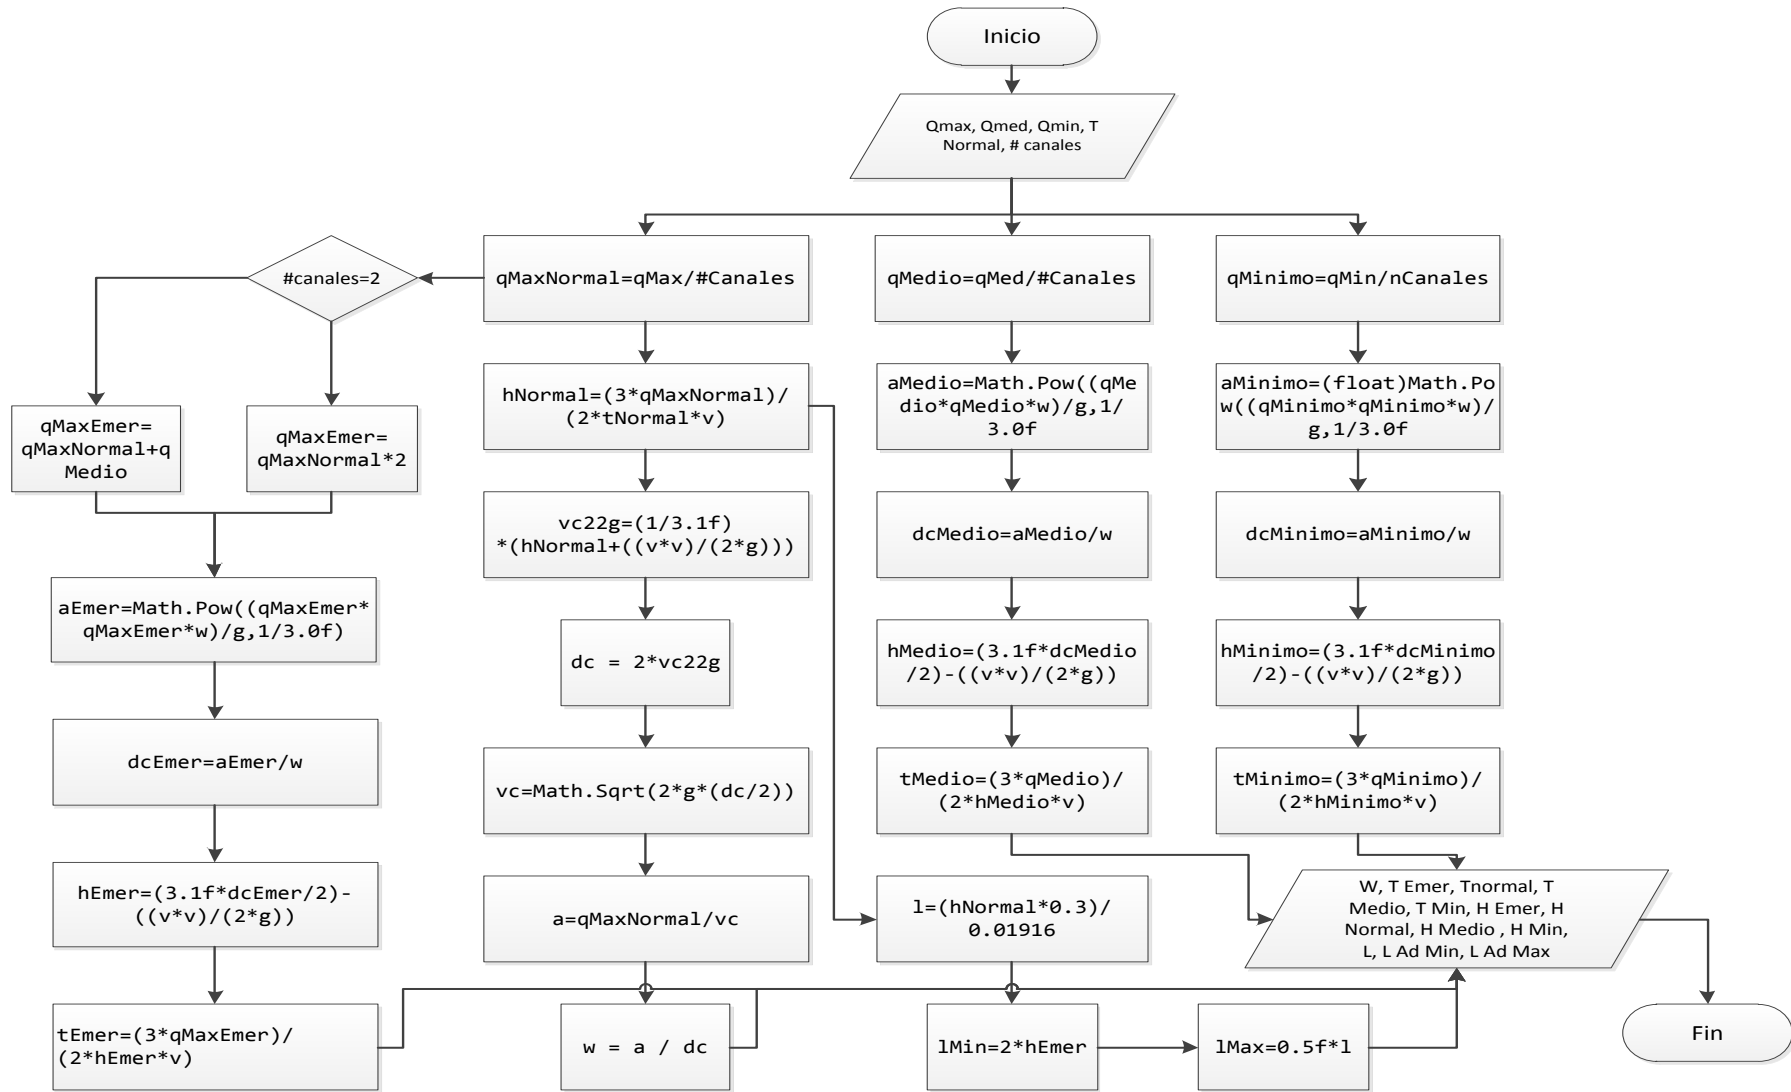 Inicio
Qmax, Qmed, Qmin, T
Normal, # canales
#canales=2
qMaxNormal=qMax/#Canales
qMedio=qMed/#Canales
qMinimo=qMin/nCanales
qMaxEmer=
qMaxNormal+q
Medio
qMaxEmer=
qMaxNormal*2
hNormal=(3*qMaxNormal)/
(2*tNormal*v)
aMedio=Math.Pow((qMe
dio*qMedio*w)/g,1/
3.0f
aMinimo=(float)Math.Po
w((qMinimo*qMinimo*w)/
g,1/3.0f
vc22g=(1/3.1f)
*(hNormal+((v*v)/(2*g)))
dcMedio=aMedio/w
dcMinimo=aMinimo/w
aEmer=Math.Pow((qMaxEmer*
qMaxEmer*w)/g,1/3.0f)
dc = 2*vc22g
hMedio=(3.1f*dcMedio
/2)-((v*v)/(2*g))
hMinimo=(3.1f*dcMinimo
/2)-((v*v)/(2*g))
dcEmer=aEmer/w
vc=Math.Sqrt(2*g*(dc/2))
tMedio=(3*qMedio)/
(2*hMedio*v)
tMinimo=(3*qMinimo)/
(2*hMinimo*v)
hEmer=(3.1f*dcEmer/2)-
((v*v)/(2*g))
a=qMaxNormal/vc
l=(hNormal*0.3)/
0.01916
W, T Emer, Tnormal, T
Medio, T Min, H Emer, H
Normal, H Medio , H Min,
L, L Ad Min, L Ad Max
tEmer=(3*qMaxEmer)/
(2*hEmer*v)
w = a / dc
lMin=2*hEmer
lMax=0.5f*l
Fin